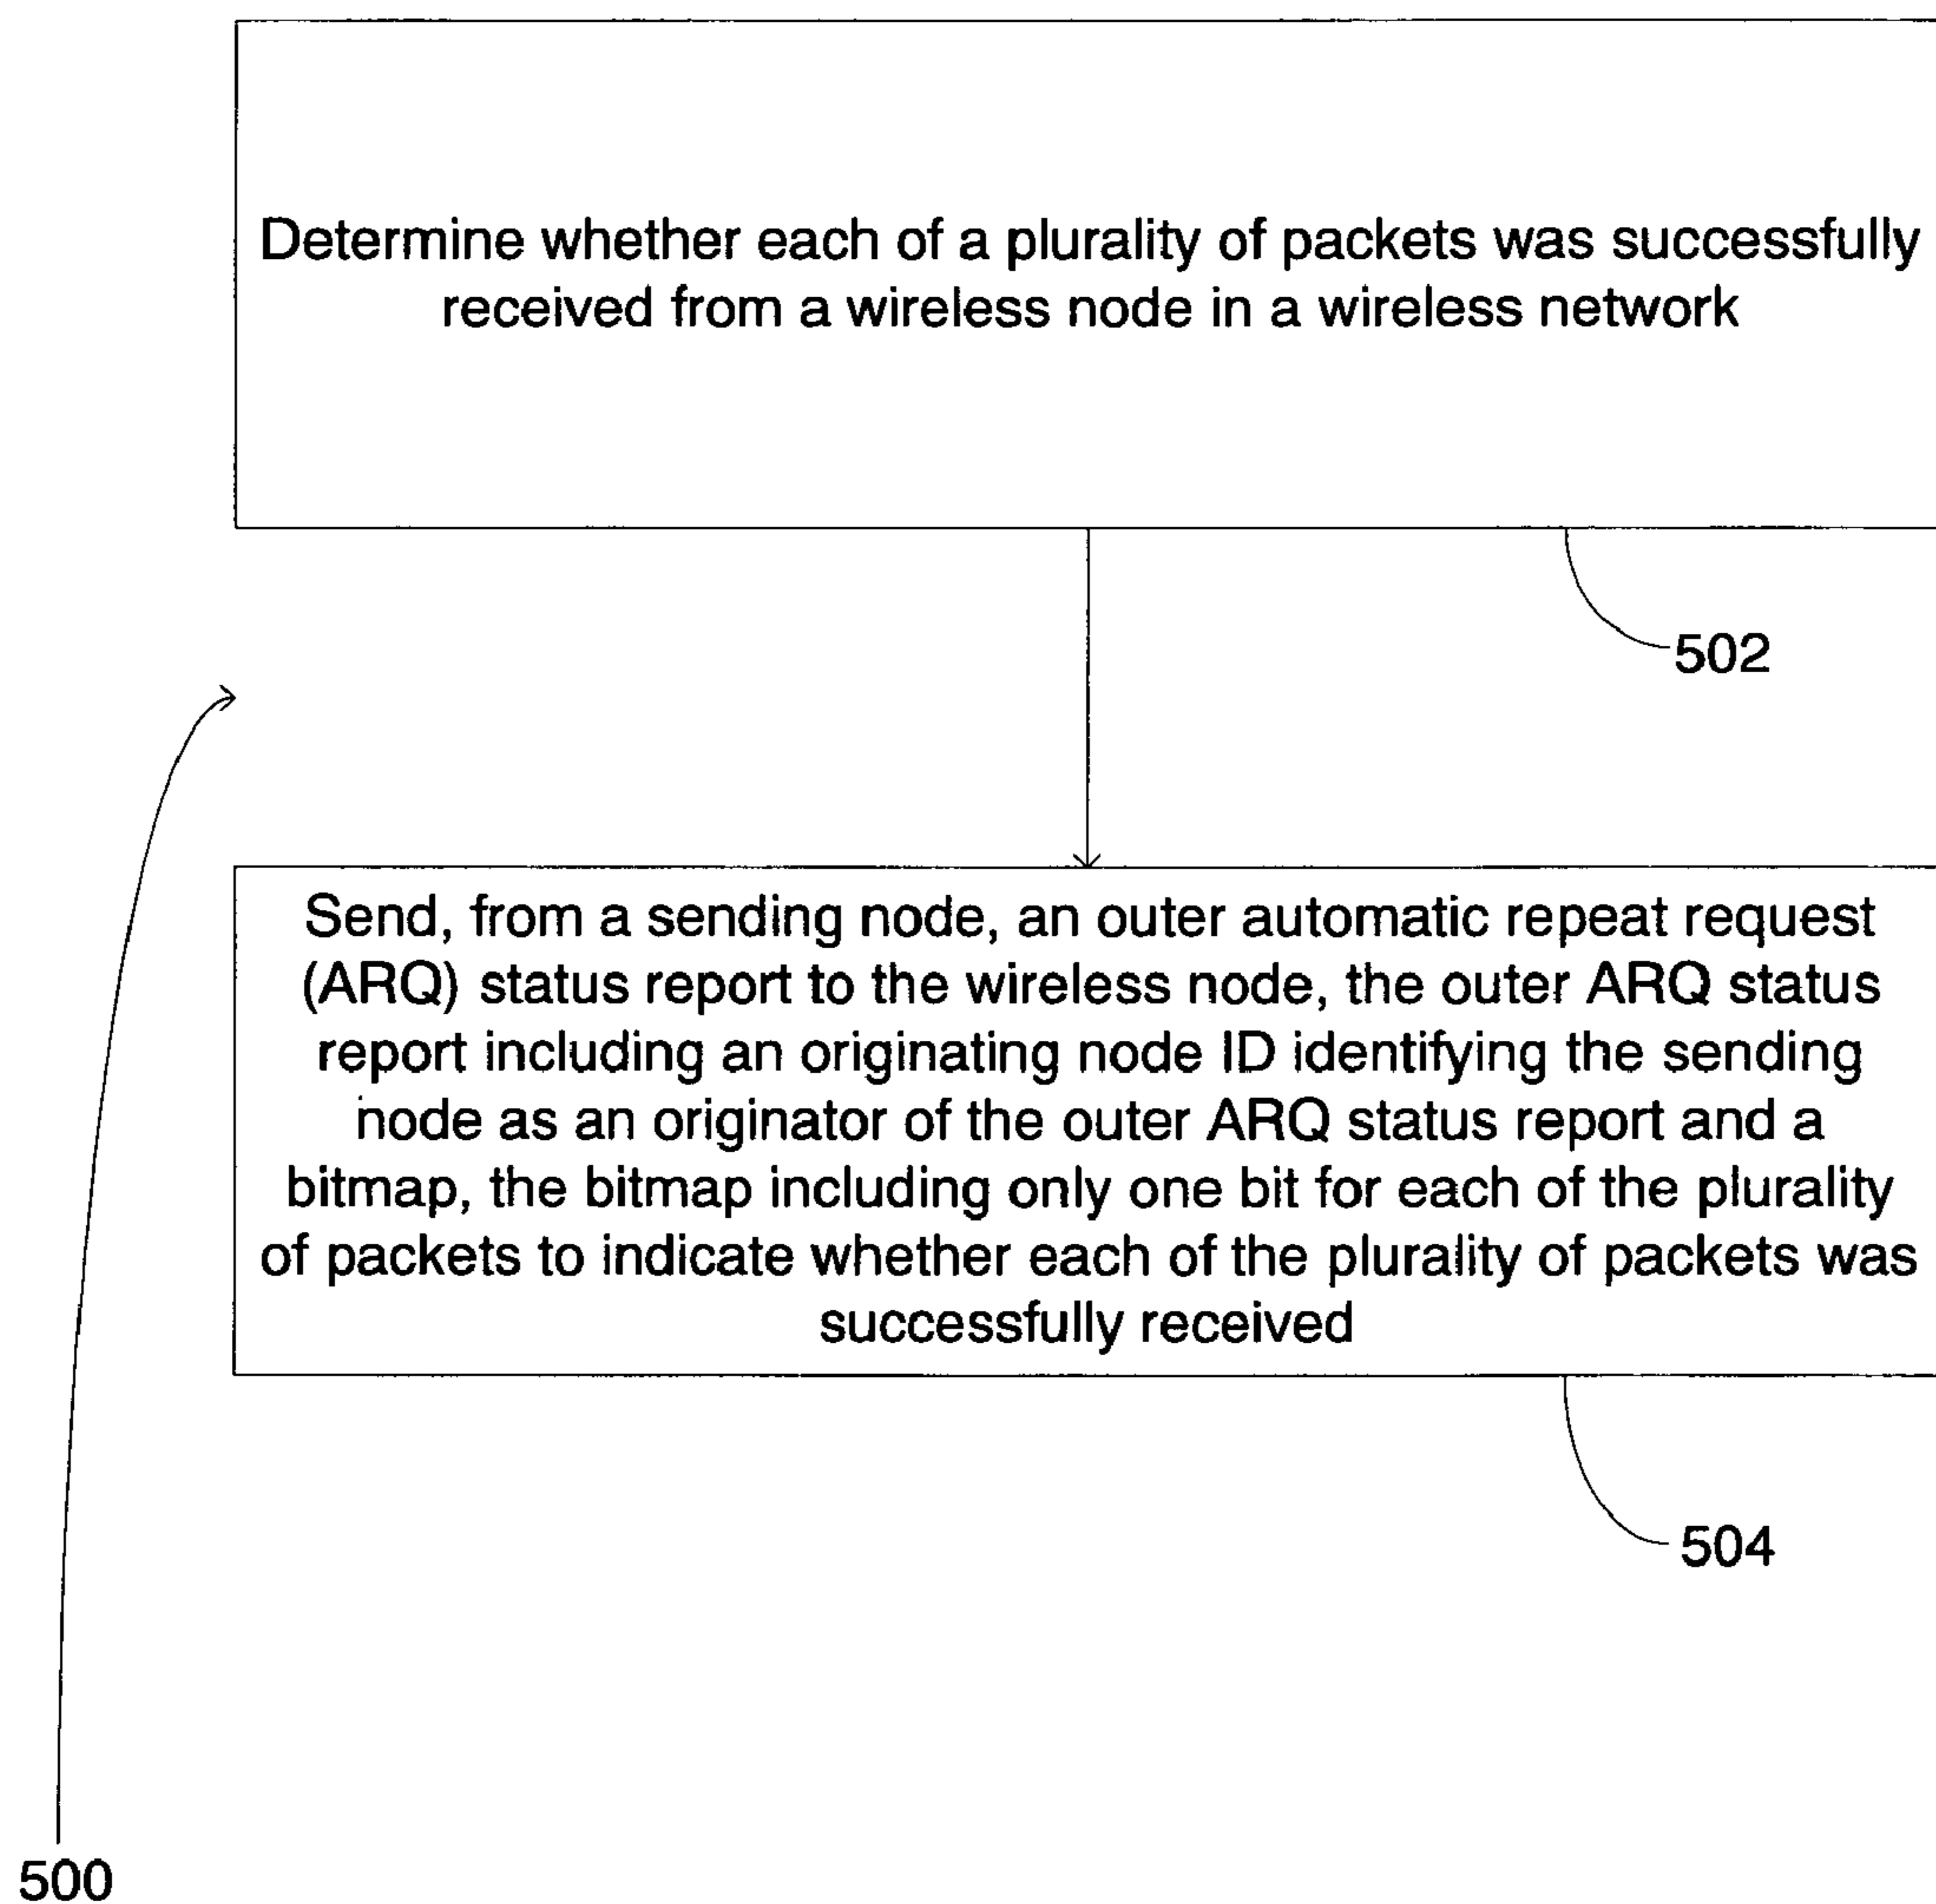 Determine whether each of a plurality of packets was successfully
received from a wireless node in a wireless network
502
Send, from a sending node, an outer automatic repeat request
(ARQ) status report to the wireless node, the outer ARQ status
report including an originating node ID identifying the sending
node as an originator of the outer ARQ status report and a
bitmap, the bitmap including only one bit for each of the plurality
of packets to indicate whether each of the plurality of packets was
successfully received
504
500